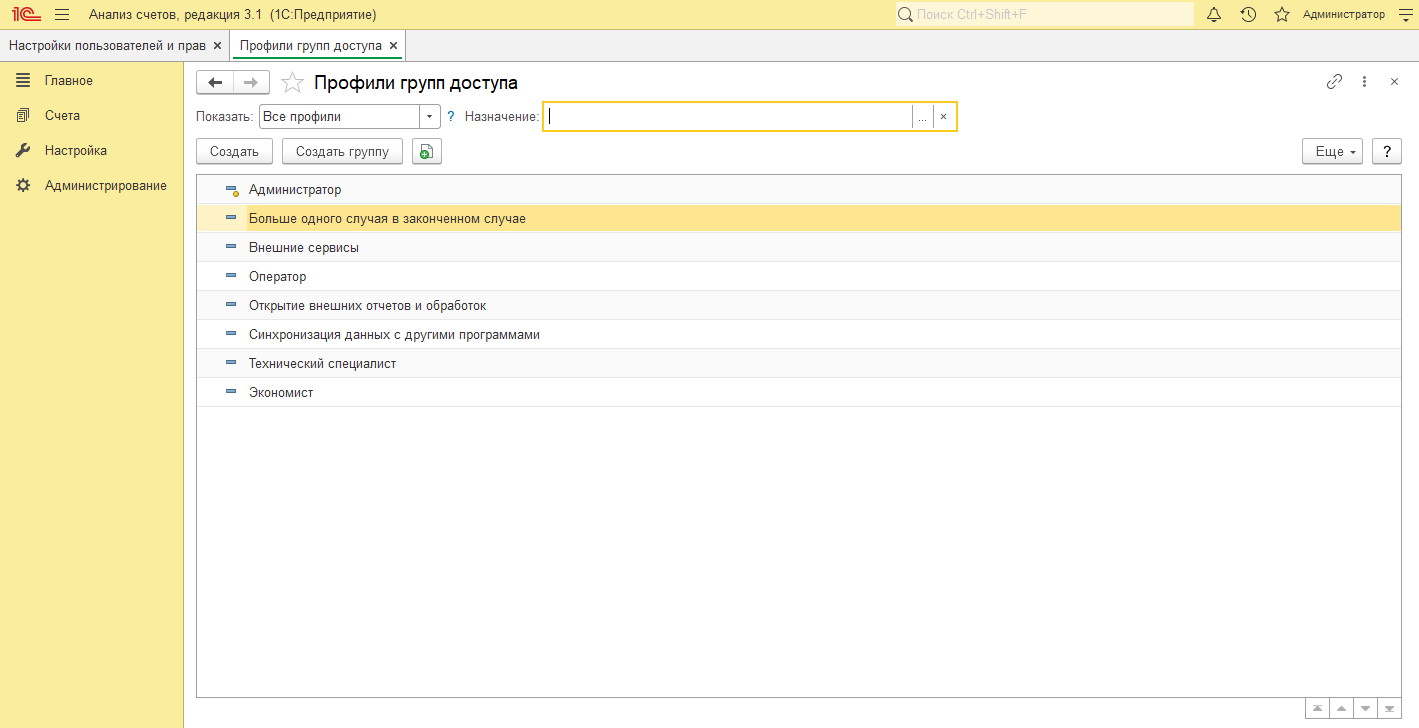 1С Анализ счетов, редакция 3.1 (1С:Предприятие) Поиск Ctrl+Shift+F Администратор
Настройки пользователей и прав × Профили групп доступа ×
Главное
Счета
Настройка
Администрирование
Профили групп доступа ×
Показать: Все профили ? Назначение: ... ×
Создать Создать группу Еще ?
Администратор
Больше одного случая в законченном случае
Внешние сервисы
Оператор
Открытие внешних отчетов и обработок
Синхронизация данных с другими программами
Технический специалист
Экономист